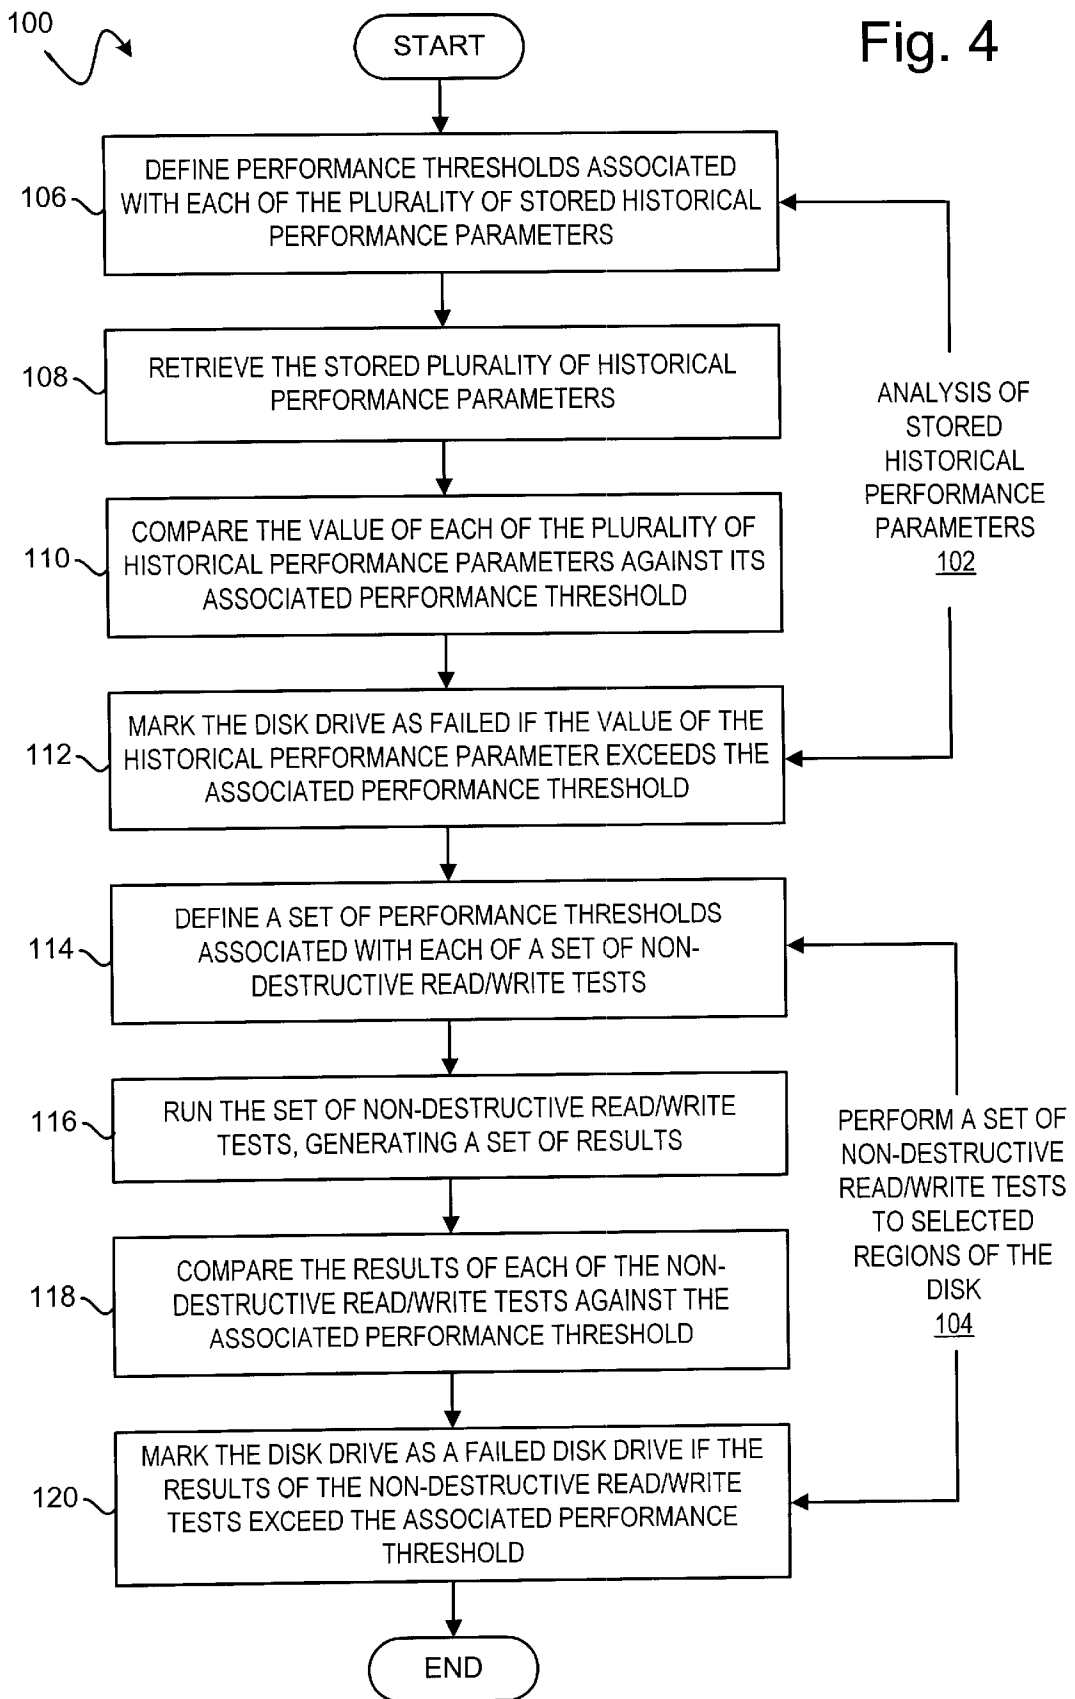 100
START
Fig. 4
106
DEFINE PERFORMANCE THRESHOLDS ASSOCIATED
WITH EACH OF THE PLURALITY OF STORED HISTORICAL
PERFORMANCE PARAMETERS
108
RETRIEVE THE STORED PLURALITY OF HISTORICAL
PERFORMANCE PARAMETERS
ANALYSIS OF
STORED
HISTORICAL
PERFORMANCE
PARAMETERS
102
110
COMPARE THE VALUE OF EACH OF THE PLURALITY OF
HISTORICAL PERFORMANCE PARAMETERS AGAINST ITS
ASSOCIATED PERFORMANCE THRESHOLD
112
MARK THE DISK DRIVE AS FAILED IF THE VALUE OF THE
HISTORICAL PERFORMANCE PARAMETER EXCEEDS THE
ASSOCIATED PERFORMANCE THRESHOLD
114
DEFINE A SET OF PERFORMANCE THRESHOLDS
ASSOCIATED WITH EACH OF A SET OF NON-
DESTRUCTIVE READ/WRITE TESTS
116
RUN THE SET OF NON-DESTRUCTIVE READ/WRITE
TESTS, GENERATING A SET OF RESULTS
PERFORM A SET OF
NON-DESTRUCTIVE
READ/WRITE TESTS
TO SELECTED
REGIONS OF THE
DISK
104
118
COMPARE THE RESULTS OF EACH OF THE NON-
DESTRUCTIVE READ/WRITE TESTS AGAINST THE
ASSOCIATED PERFORMANCE THRESHOLD
120
MARK THE DISK DRIVE AS A FAILED DISK DRIVE IF THE
RESULTS OF THE NON-DESTRUCTIVE READ/WRITE
TESTS EXCEED THE ASSOCIATED PERFORMANCE
THRESHOLD
END